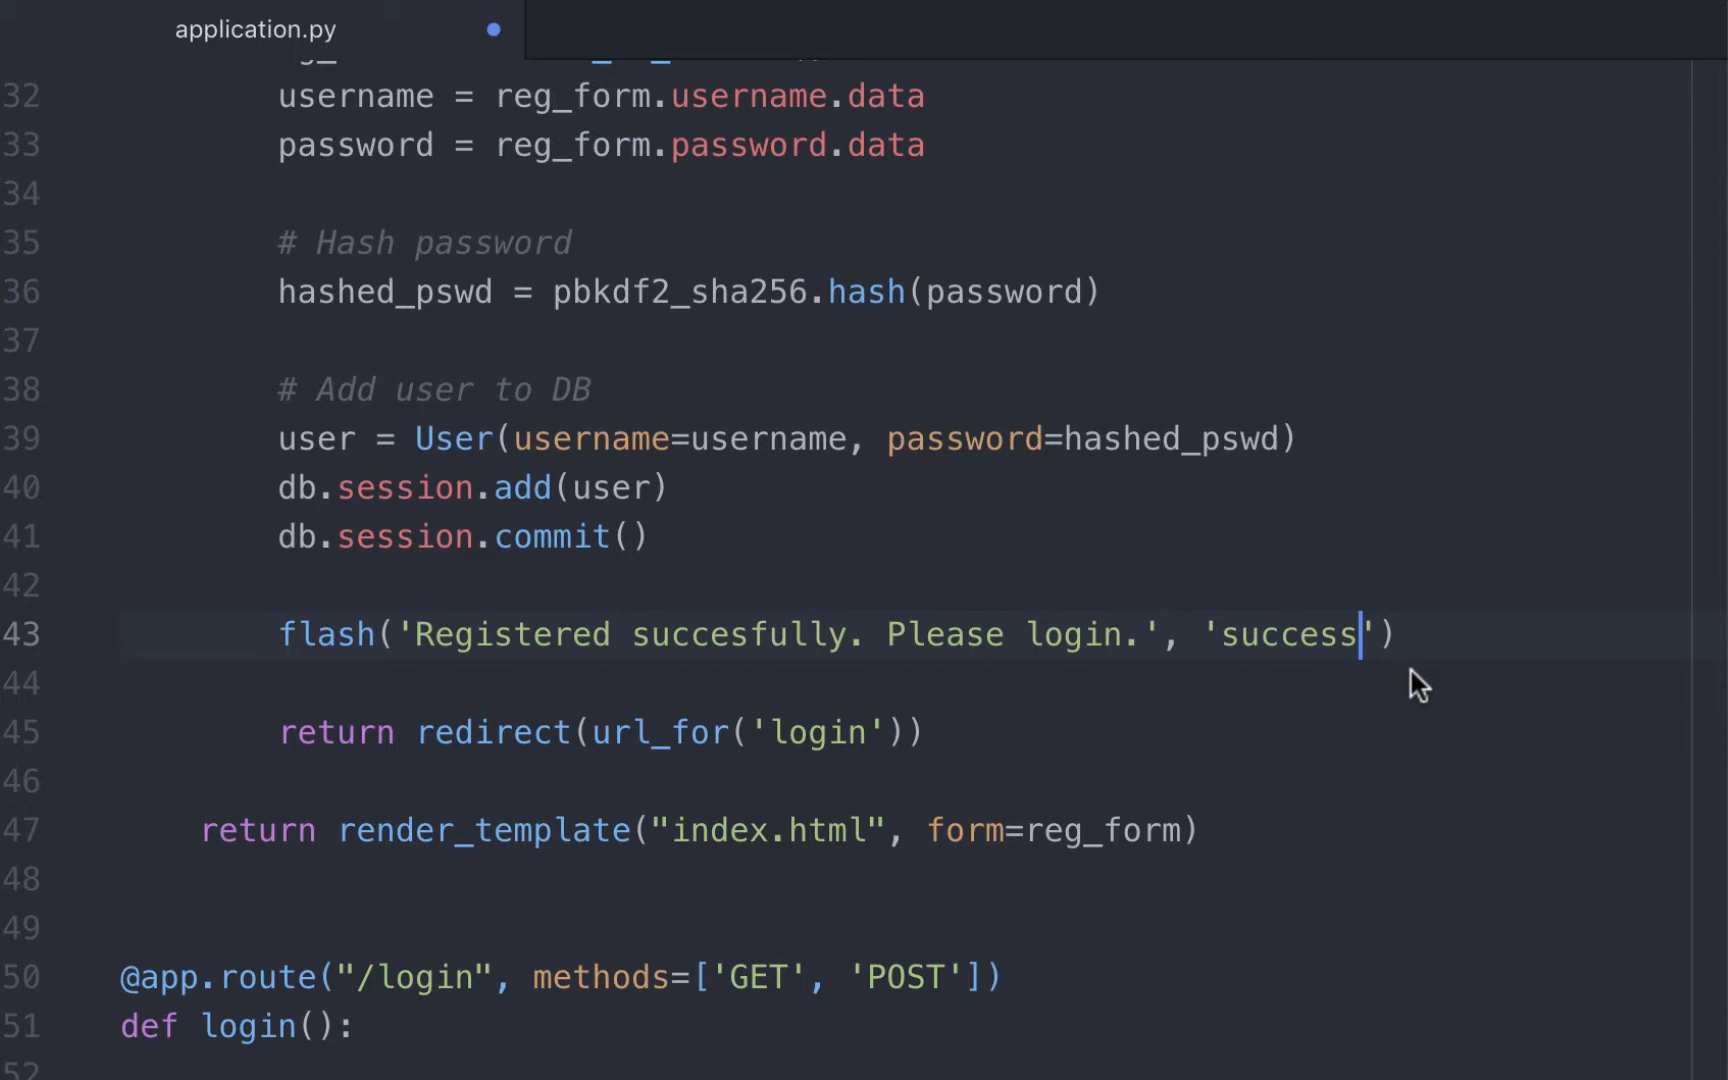 application.py
32 username = reg_form.username.data
33 password = reg_form.password.data
34
35 # Hash password
36 hashed_pswd = pbkdf2_sha256.hash(password)
37
38 # Add user to DB
39 user = User(username=username, password=hashed_pswd)
40 db.session.add(user)
41 db.session.commit()
42
43 flash('Registered succesfully. Please login.', 'success')
44
45 return redirect(url_for('login'))
46
47 return render_template("index.html", form=reg_form)
48
49
50 @app.route("/login", methods=['GET', 'POST'])
51 def login():
52